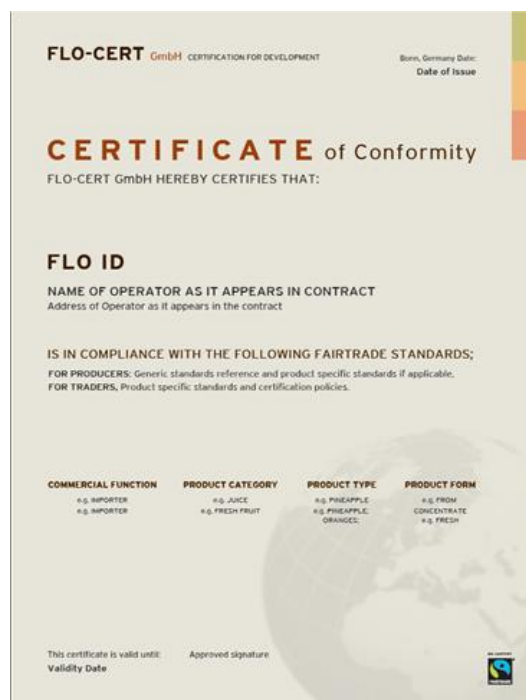 FLO-CERT GmbH CERTIFICATION FOR DEVELOPMENT
Bonn, Germany Date:
Date of Issue
CERTIFICATE of Conformity
FLO-CERT GmbH HEREBY CERTIFIES THAT:
FLO ID
NAME OF OPERATOR AS IT APPEARS IN CONTRACT
Address of Operator as it appears in the contract
IS IN COMPLIANCE WITH THE FOLLOWING FAIRTRADE STANDARDS;
FOR PRODUCERS: Generic standards reference and product specific standards if applicable,
FOR TRADERS, Product specific standards and certification policies.
COMMERCIAL FUNCTION PRODUCT CATEGORY PRODUCT TYPE PRODUCT FORM
e.g. IMPORTER e.g. JUICE e.g. PINEAPPLE e.g. FROM
e.g. IMPORTER e.g. FRESH FRUIT e.g. PINEAPPLE, CONCENTRATE
ORANGES; e.g. FRESH
This certificate is valid until: Approved signature
Validity Date
FAIRTRADE